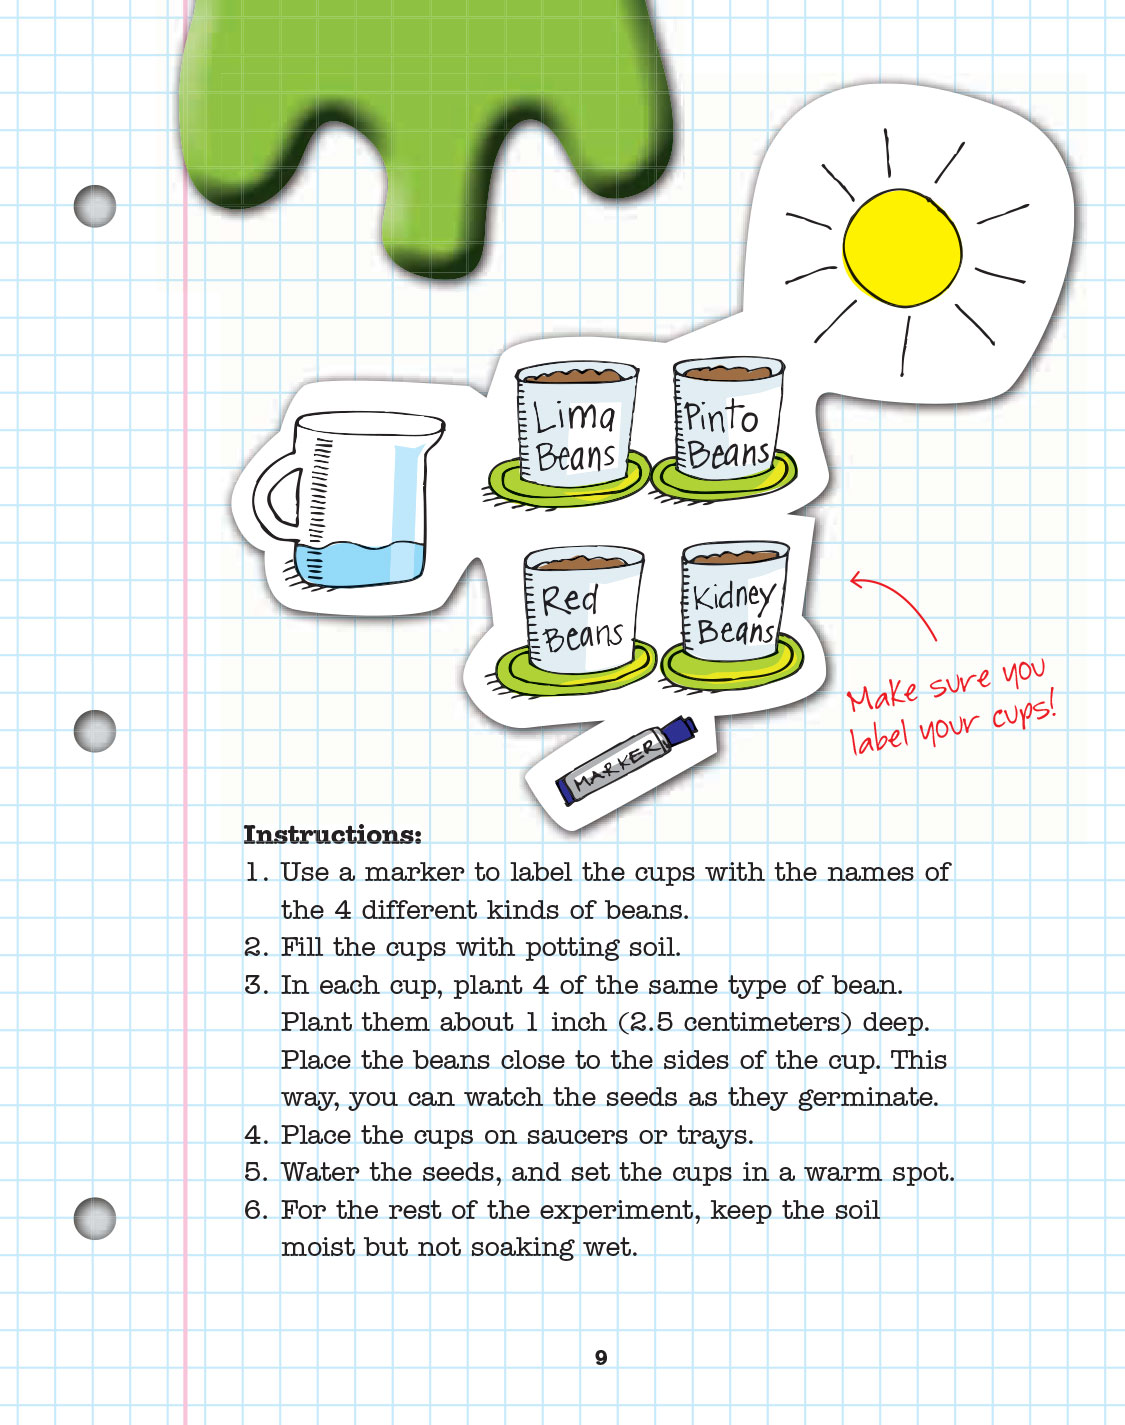 Lima
Beans
Pinto
Beans
Red
Beans
Kidney
Beans
Make sure you
label your cups!
MARKER
Instructions:
1. Use a marker to label the cups with the names of
the 4 different kinds of beans.
2. Fill the cups with potting soil.
3. In each cup, plant 4 of the same type of bean.
Plant them about 1 inch (2.5 centimeters) deep.
Place the beans close to the sides of the cup. This
way, you can watch the seeds as they germinate.
4. Place the cups on saucers or trays.
5. Water the seeds, and set the cups in a warm spot.
6. For the rest of the experiment, keep the soil
moist but not soaking wet.
9